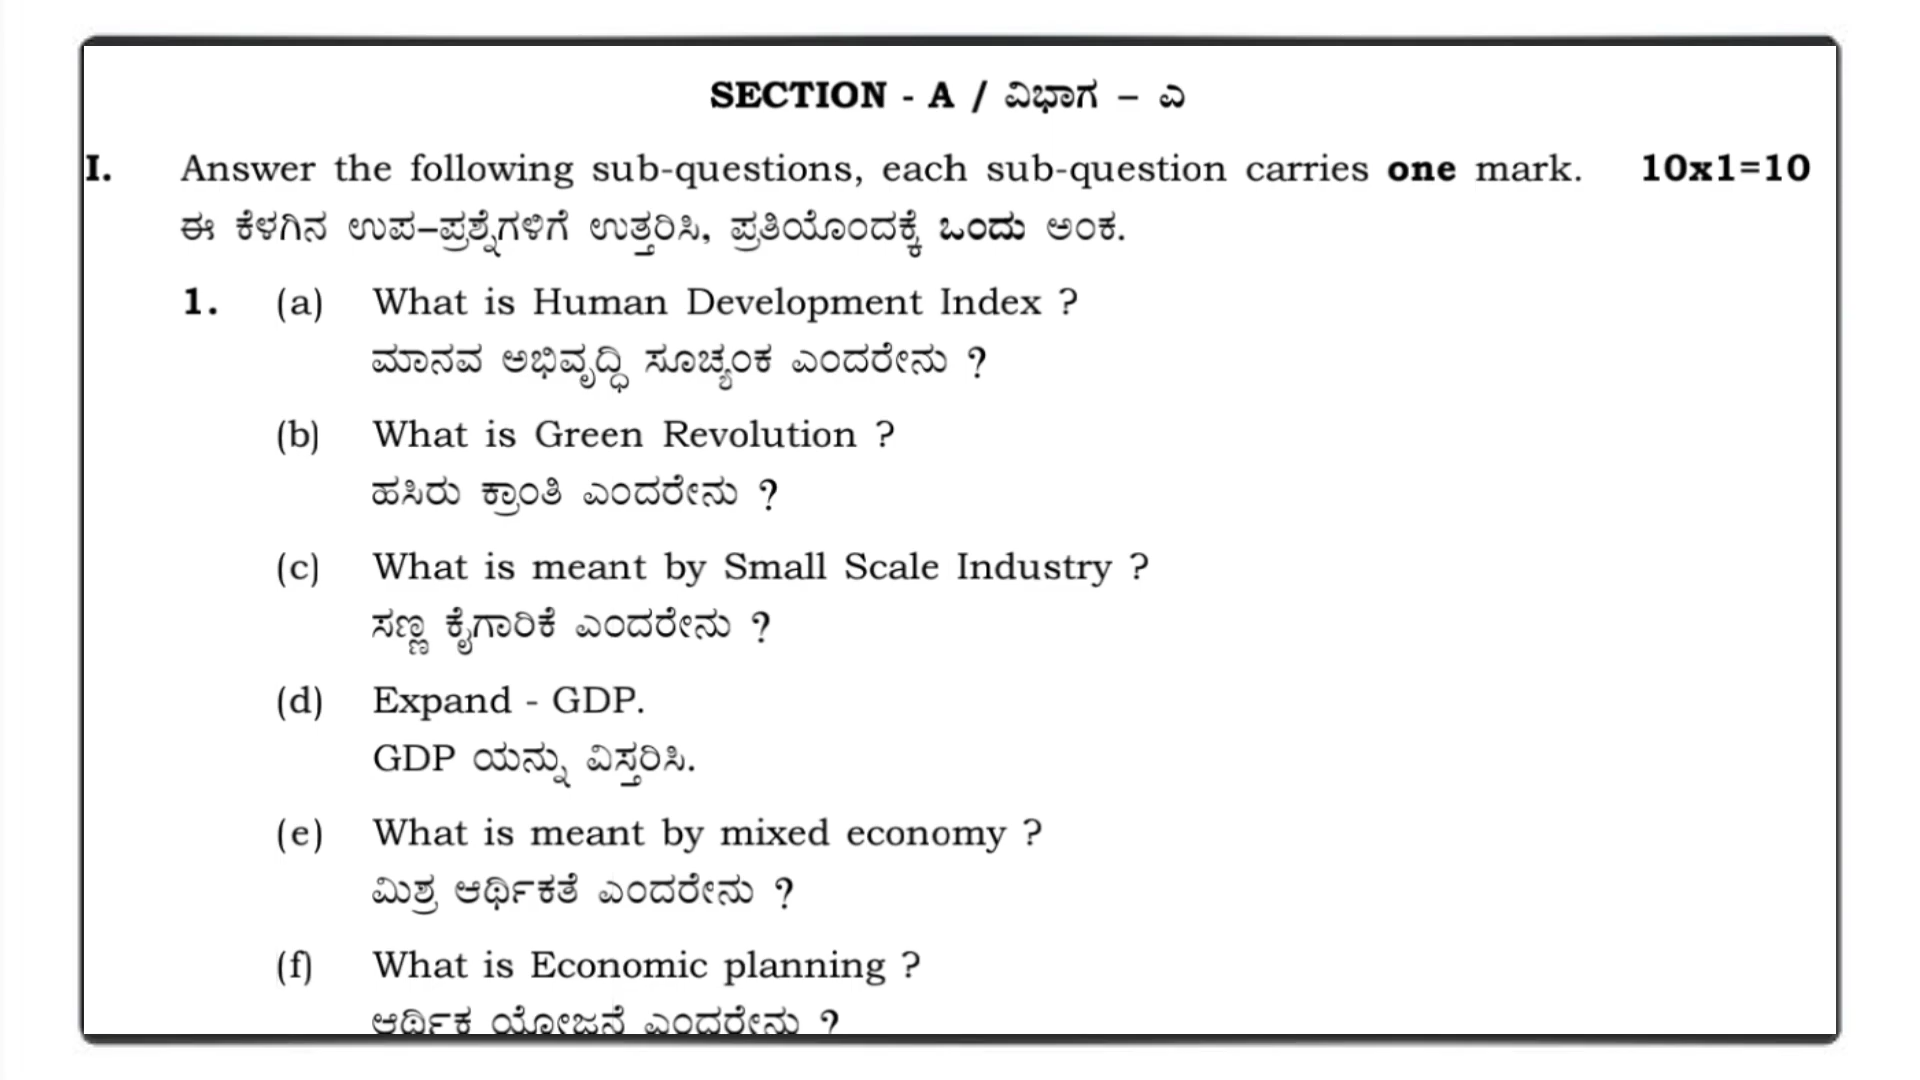 SECTION - A / ವಿಭಾಗ – ಎ
I. Answer the following sub-questions, each sub-question carries one mark. 10x1=10
ಈ ಕೆಳಗಿನ ಉಪ–ಪ್ರಶ್ನೆಗಳಿಗೆ ಉತ್ತರಿಸಿ, ಪ್ರತಿಯೊಂದಕ್ಕೆ ಒಂದು ಅಂಕ.
1. (a) What is Human Development Index ?
ಮಾನವ ಅಭಿವೃದ್ಧಿ ಸೂಚ್ಯಂಕ ಎಂದರೇನು ?
(b) What is Green Revolution ?
ಹಸಿರು ಕ್ರಾಂತಿ ಎಂದರೇನು ?
(c) What is meant by Small Scale Industry ?
ಸಣ್ಣ ಕೈಗಾರಿಕೆ ಎಂದರೇನು ?
(d) Expand - GDP.
GDP ಯನ್ನು ವಿಸ್ತರಿಸಿ.
(e) What is meant by mixed economy ?
ಮಿಶ್ರ ಆರ್ಥಿಕತೆ ಎಂದರೇನು ?
(f) What is Economic planning ?
ಆರ್ಥಿಕ ಯೋಜನೆ ಎಂದರೇನು ?